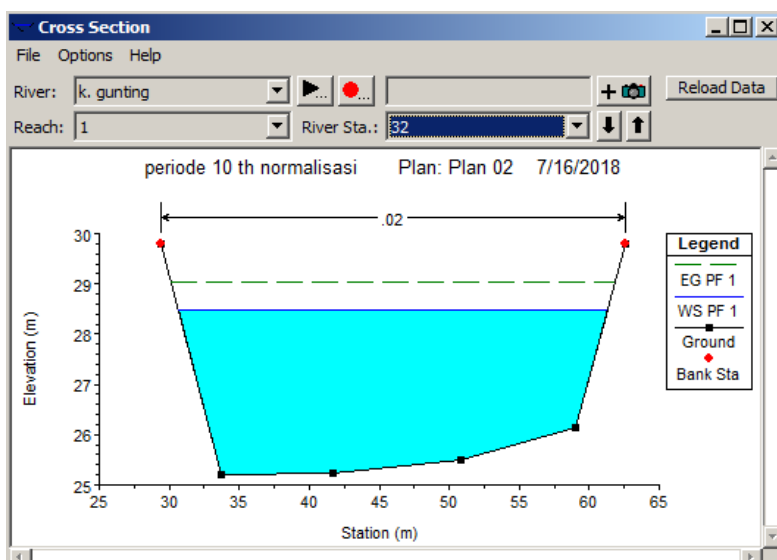 Cross Section
File Options Help
River: k. gunting ... ... + Reload Data
Reach: 1 River Sta.: 32
periode 10 th normalisasi Plan: Plan 02 7/16/2018
.02
Elevation (m)
30
29
28
27
26
25
25 30 35 40 45 50 55 60 65
Station (m)
Legend
EG PF 1
WS PF 1
Ground
Bank Sta